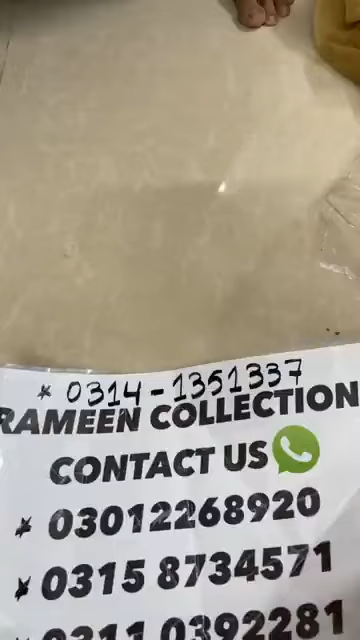 * 0314-1351337
RAMEEN COLLECTION
CONTACT US
* 03012268920
* 0315 8734571
* 0311 0392281